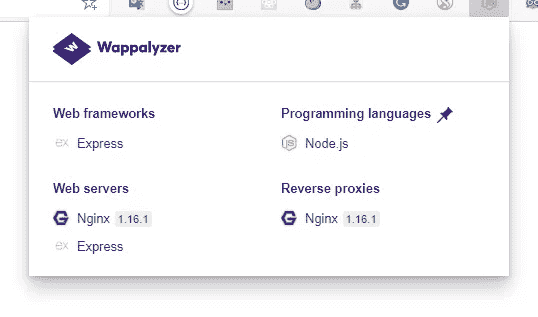 Wappalyzer
Web frameworks
ex Express
Programming languages
JS Node.js
Web servers
Nginx 1.16.1
ex Express
Reverse proxies
Nginx 1.16.1